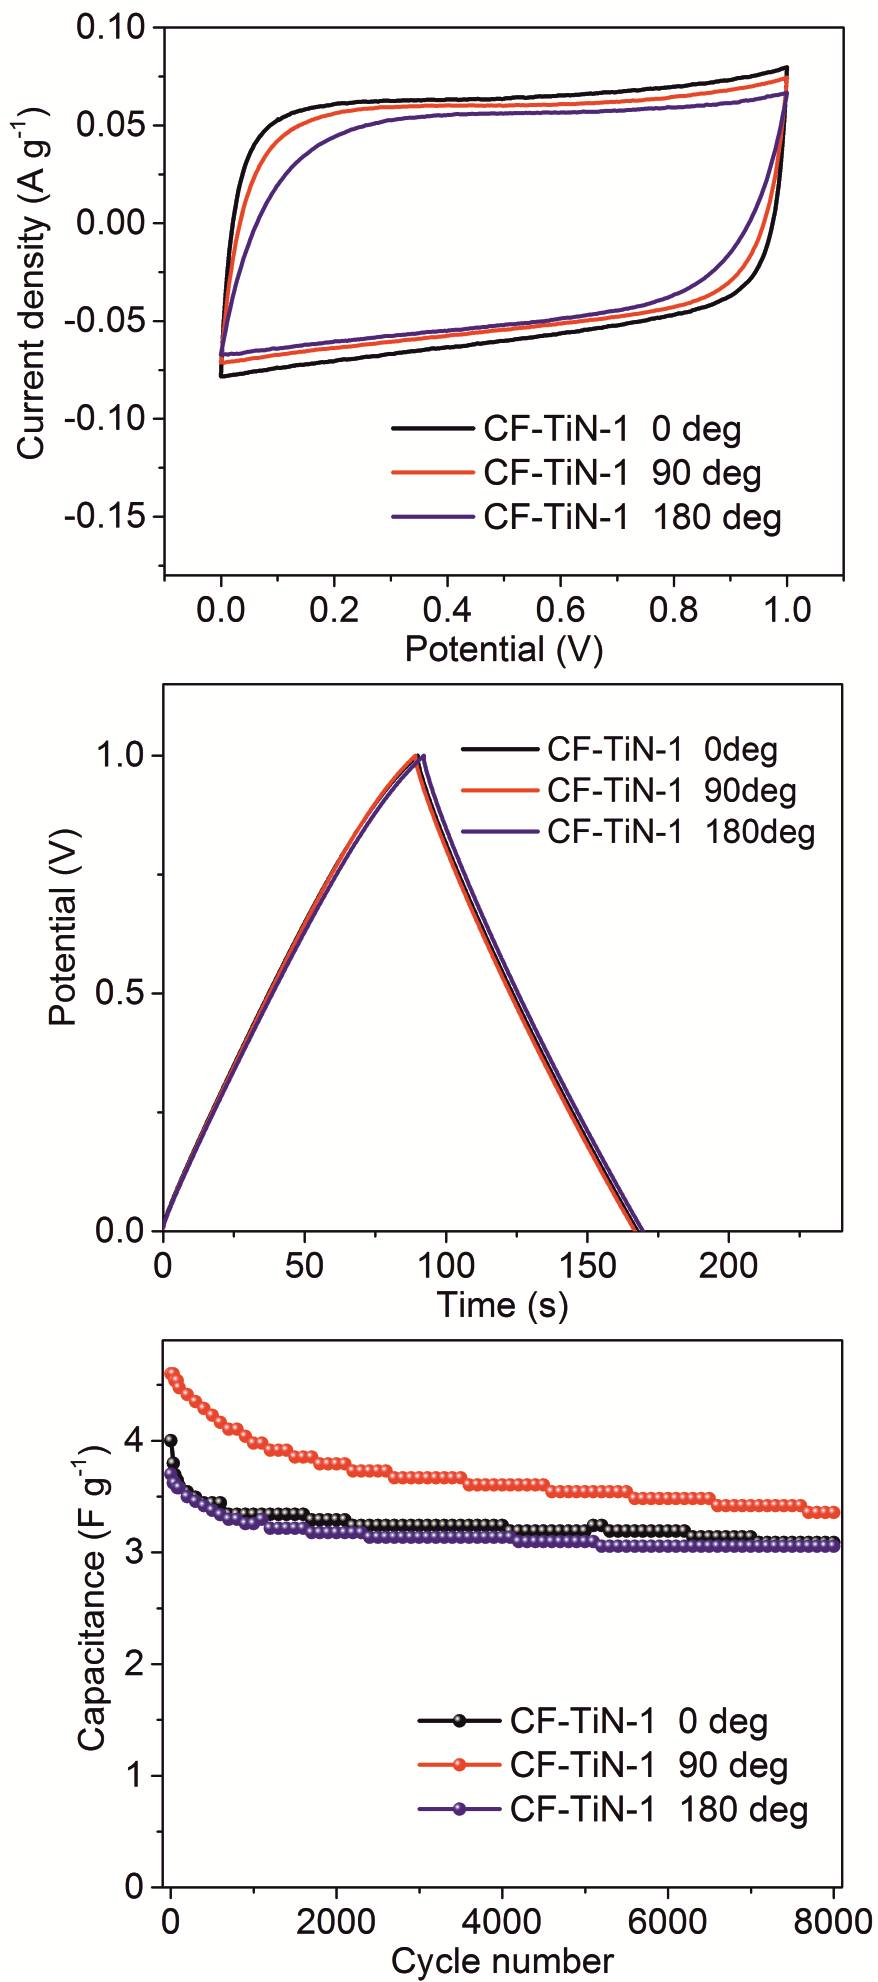 0.10
0.05
0.00
-0.05
-0.10
-0.15
Current density (A g⁻¹)
CF-TiN-1 0 deg
CF-TiN-1 90 deg
CF-TiN-1 180 deg
0.0 0.2 0.4 0.6 0.8 1.0
Potential (V)
1.0
0.5
0.0
Potential (V)
CF-TiN-1 0deg
CF-TiN-1 90deg
CF-TiN-1 180deg
0 50 100 150 200
Time (s)
4
3
2
1
0
Capacitance (F g⁻¹)
CF-TiN-1 0 deg
CF-TiN-1 90 deg
CF-TiN-1 180 deg
0 2000 4000 6000 8000
Cycle number